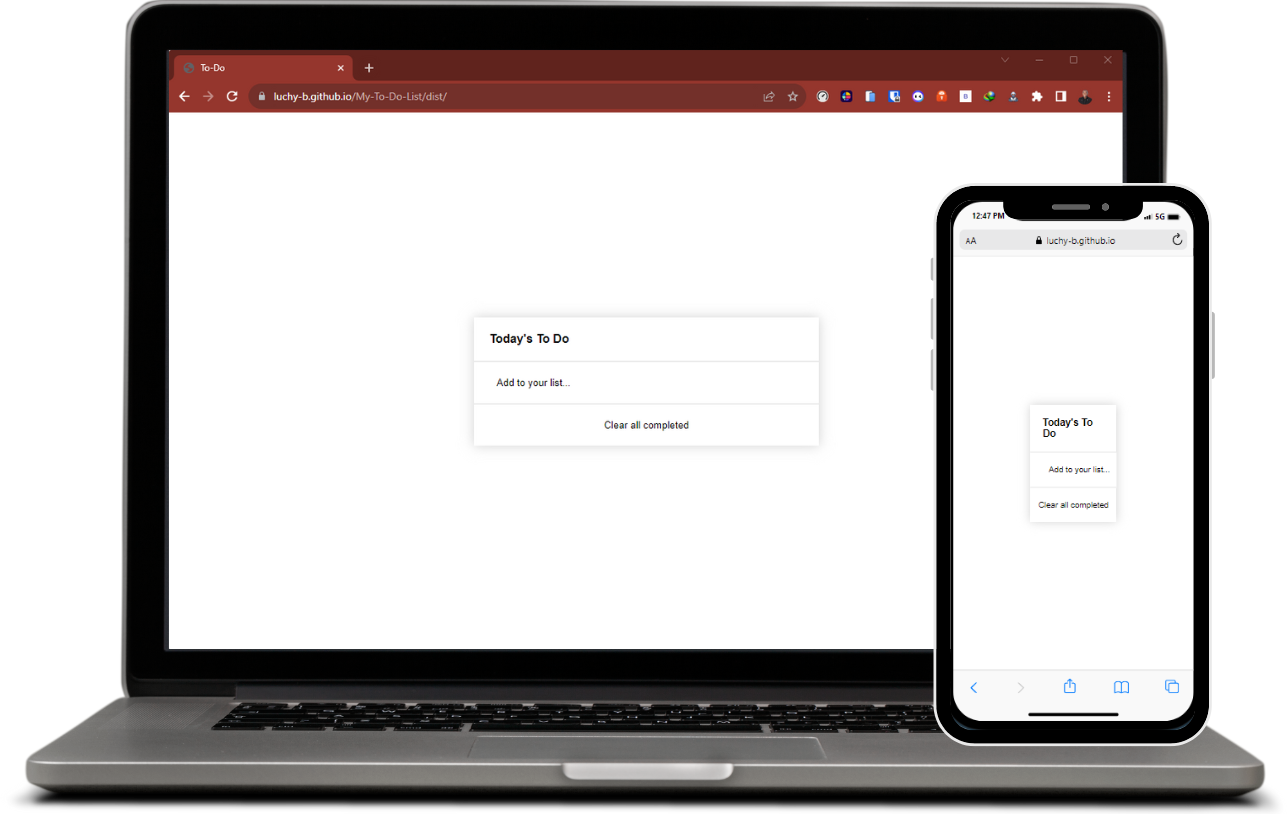 To-Do
luchy-b.github.io/My-To-Do-List/dist/
Today's To Do
Add to your list...
Clear all completed
12:47 PM
5G
AA
luchy-b.github.io
Today's To
Do
Add to your list...
Clear all completed